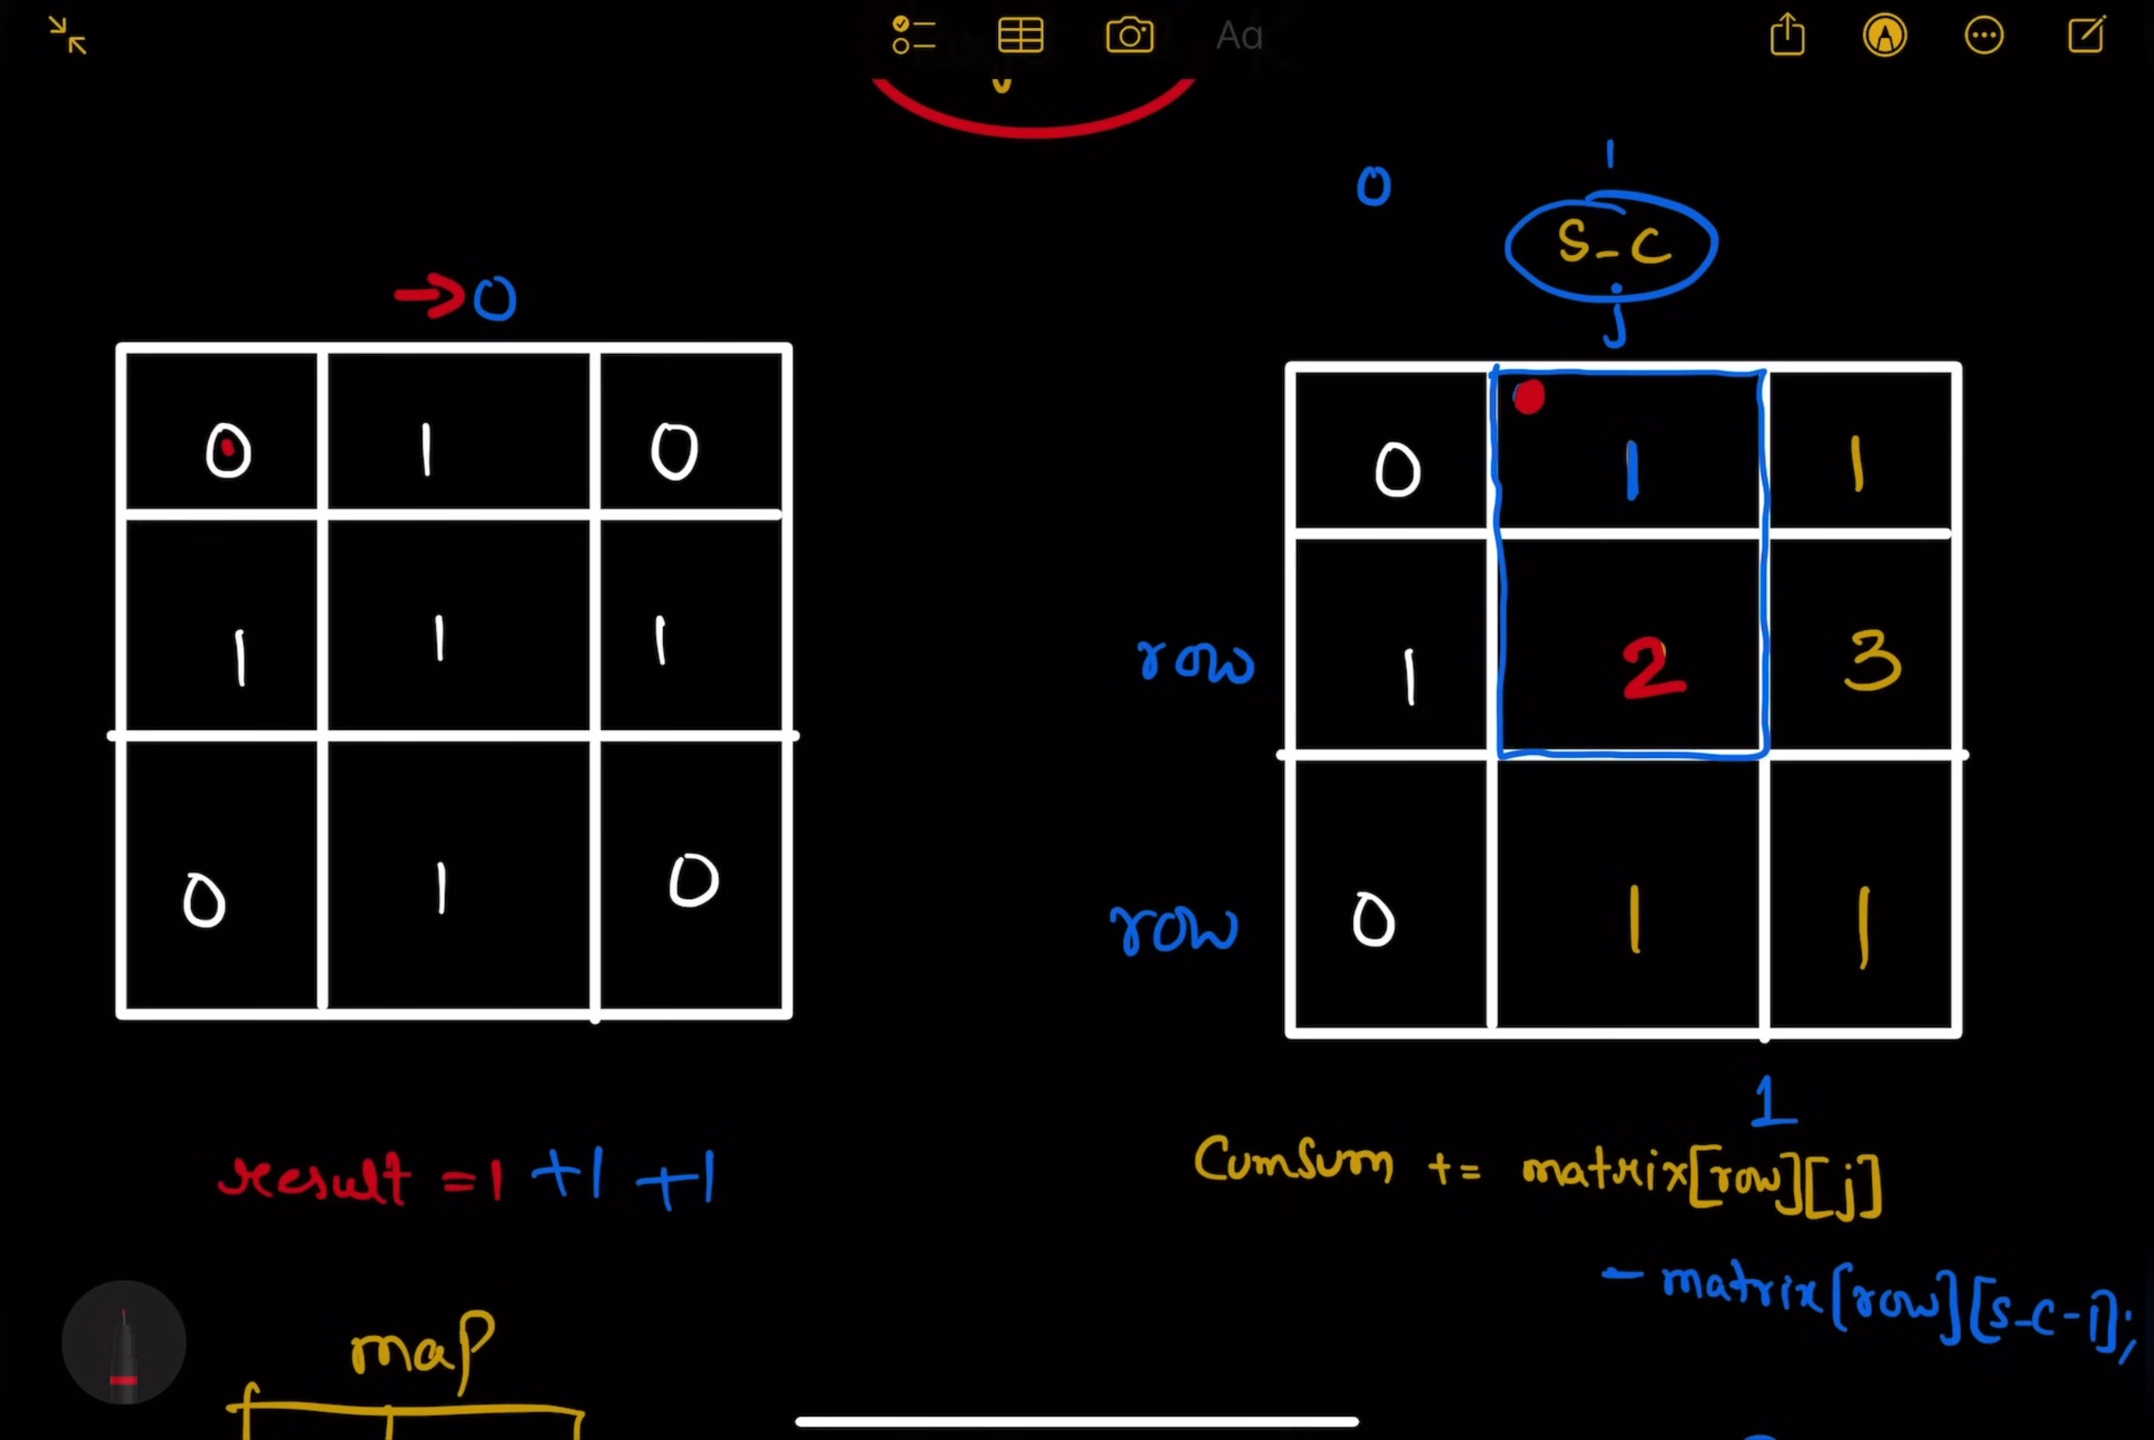 Aa
0 1
S_C
j
→0
0 1 0
1 1 1
0 1 0
0 1 1
row 1 2 3
row 0 1 1
1
result = 1 +1 +1
CumSum += matrix[row][j]
- matrix[row][s-c-1];
map